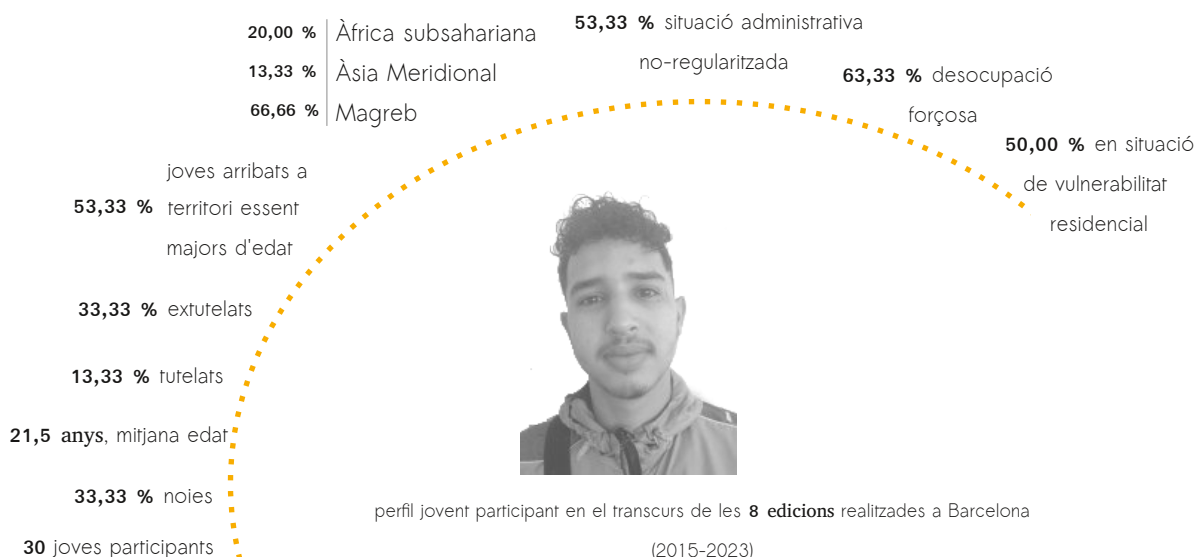 20,00 % Àfrica subsahariana
13,33 % Àsia Meridional
66,66 % Magreb
53,33 % situació administrativa
no-regularitzada
63,33 % desocupació
forçosa
50,00 % en situació
de vulnerabilitat
residencial
joves arribats a
53,33 % territori essent
majors d'edat
33,33 % extutelats
13,33 % tutelats
21,5 anys, mitjana edat
33,33 % noies
30 joves participants
perfil jovent participant en el transcurs de les 8 edicions realitzades a Barcelona
(2015-2023)